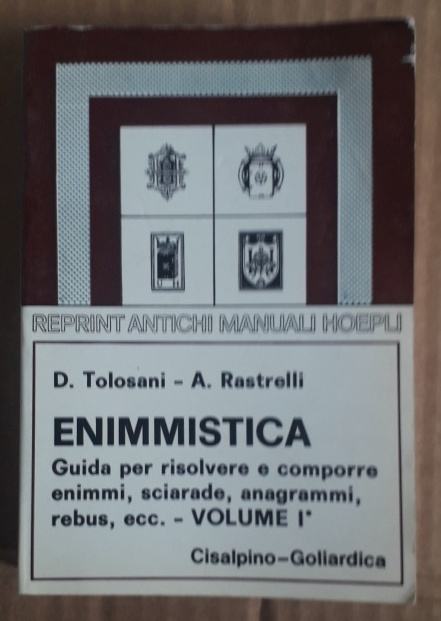 REPRINT ANTICHI MANUALI HOEPLI
D. Tolosani - A. Rastrelli
ENIMMISTICA
Guida per risolvere e comporre
enimmi, sciarade, anagrammi,
rebus, ecc. - VOLUME I°
Cisalpino-Goliardica